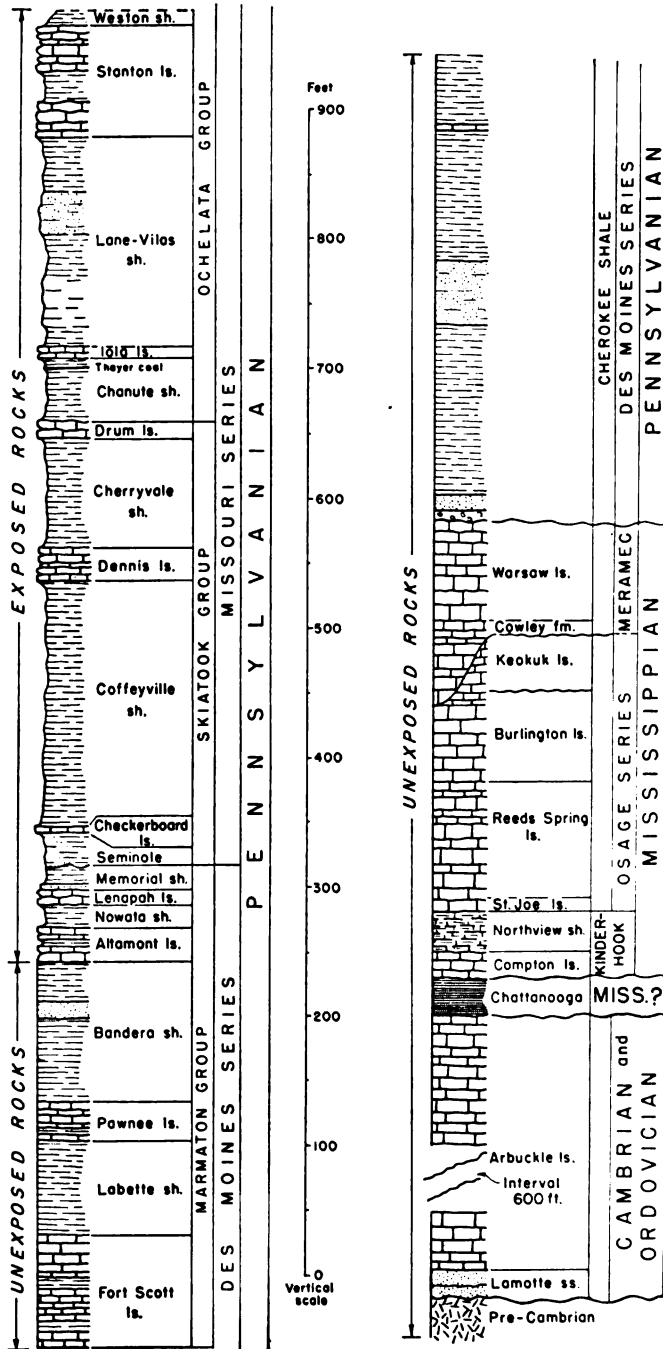 Weston sh.
Stanton ls.
Lane-Vilas
sh.
Iola ls.
Thayer coal
Chanute sh.
Drum ls.
Cherryvale
sh.
Dennis ls.
Coffeyville
sh.
Checkerboard
ls.
Seminole
Memorial sh.
Lenapah ls.
Nowata sh.
Altamont ls.
Bandera sh.
Pawnee ls.
Labette sh.
Fort Scott
ls.
EXPOSED ROCKS
UNEXPOSED ROCKS
OCHELATA GROUP
SKIATOOK GROUP
MARMATON GROUP
MISSOURI SERIES
DES MOINES SERIES
PENNSYLVANIAN
Feet
900
800
700
600
500
400
300
200
100
0
Vertical
scale
UNEXPOSED ROCKS
Warsaw ls.
Cowley fm.
Keokuk ls.
Burlington ls.
Reeds Spring
ls.
St. Joe ls.
Northview sh.
Compton ls.
Chattanooga
MISS.?
Arbuckle ls.
Interval
600 ft.
Lamotte ss.
Pre-Cambrian
CHEROKEE SHALE
DES MOINES SERIES
PENNSYLVANIAN
MERAMEC
OSAGE SERIES
KINDER-
HOOK
MISSISSIPPIAN
CAMBRIAN and
ORDOVICIAN